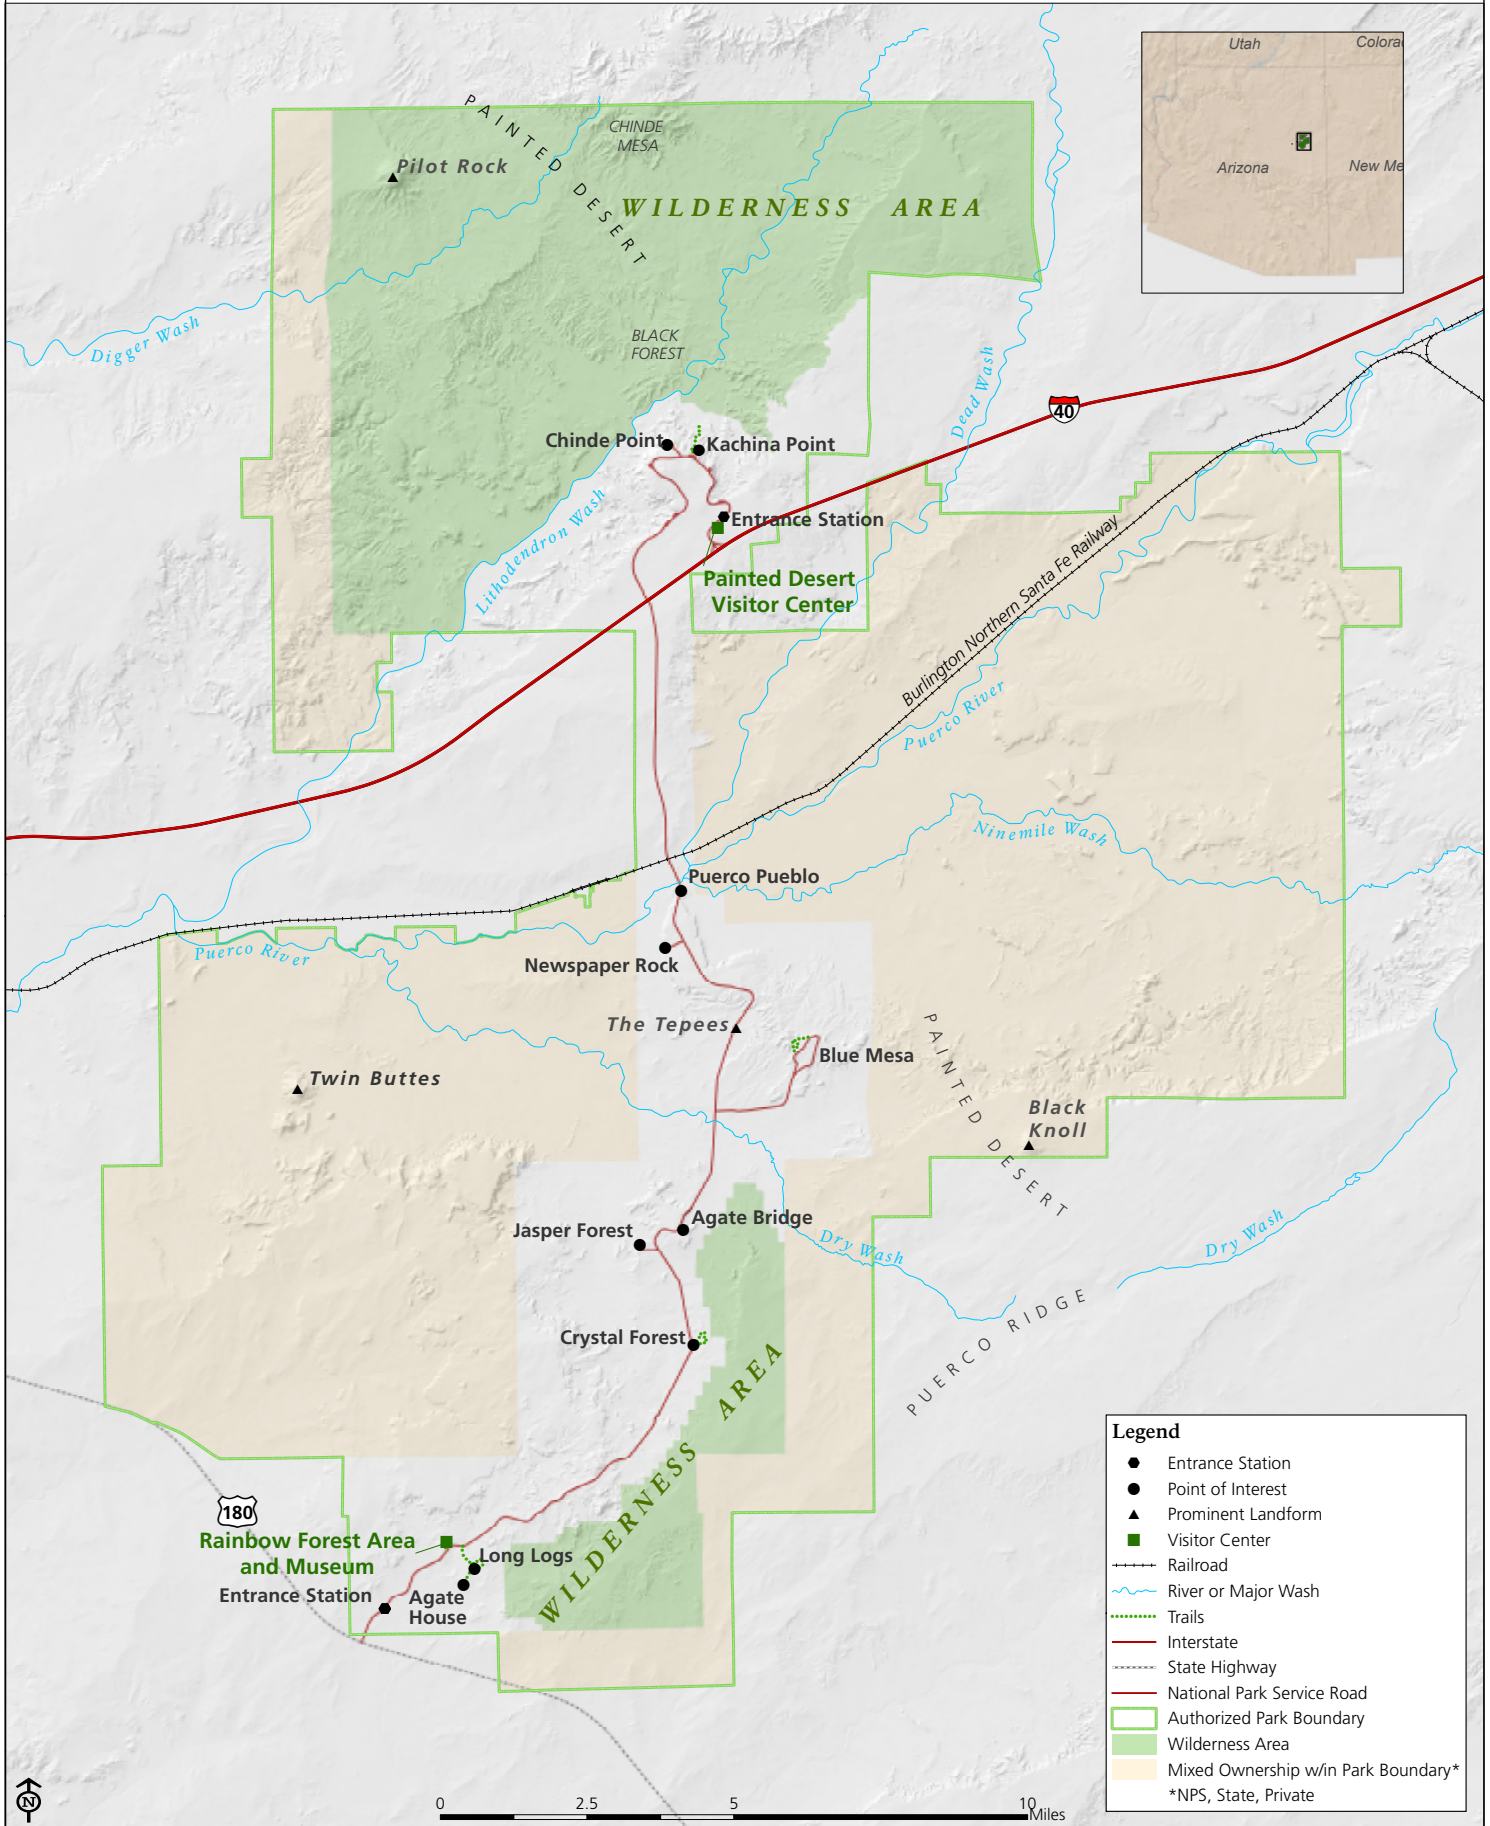 Utah
Colora
Arizona
New Me
PAINTED DESERT
CHINDE
MESA
Pilot Rock
WILDERNESS AREA
Digger Wash
BLACK
FOREST
Dead Wash
40
Chinde Point
Kachina Point
Lithodendron Wash
Entrance Station
Painted Desert
Visitor Center
Burlington Northern Santa Fe Railway
Puerco River
Ninemile Wash
Puerco Pueblo
Puerco River
Newspaper Rock
The Tepees
Blue Mesa
PAINTED DESERT
Twin Buttes
Black
Knoll
Agate Bridge
Jasper Forest
Dry Wash
Dry Wash
PUERCO RIDGE
Crystal Forest
WILDERNESS AREA
180
Rainbow Forest Area
and Museum
Long Logs
Entrance Station
Agate
House
Legend
Entrance Station
Point of Interest
Prominent Landform
Visitor Center
Railroad
River or Major Wash
Trails
Interstate
State Highway
National Park Service Road
Authorized Park Boundary
Wilderness Area
Mixed Ownership w/in Park Boundary*
*NPS, State, Private
N
0 2.5 5 10
Miles